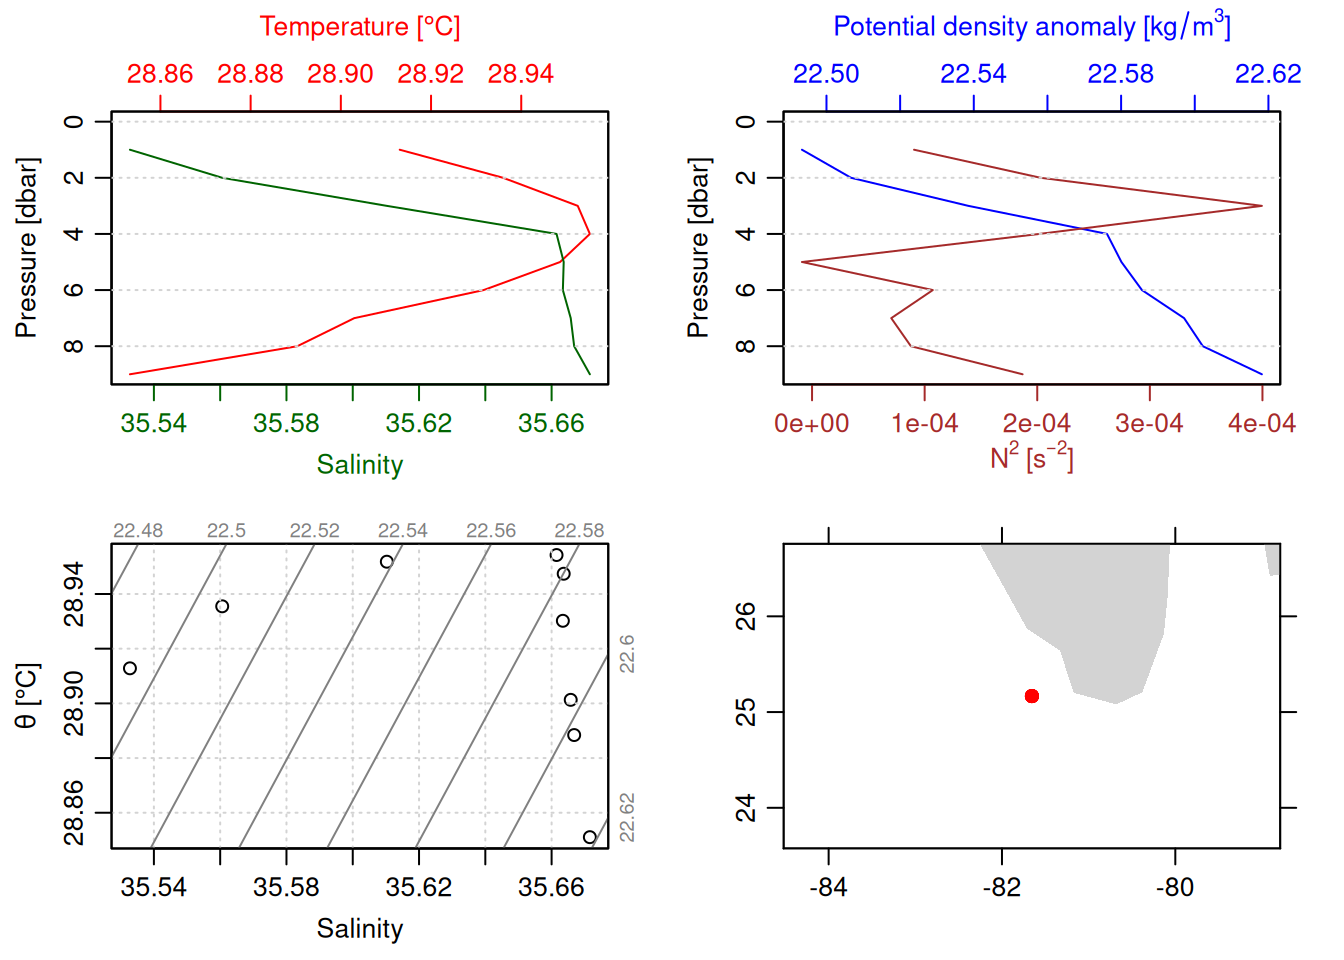 Temperature [°C]
28.86 28.88 28.90 28.92 28.94
Pressure [dbar]
0
2
4
6
8
35.54 35.58 35.62 35.66
Salinity
Potential density anomaly [kg/m³]
22.50 22.54 22.58 22.62
Pressure [dbar]
0
2
4
6
8
0e+00 1e-04 2e-04 3e-04 4e-04
N² [s⁻²]
22.48 22.5 22.52 22.54 22.56 22.58
22.6
22.62
θ [°C]
28.94
28.90
28.86
35.54 35.58 35.62 35.66
Salinity
26
25
24
-84 -82 -80